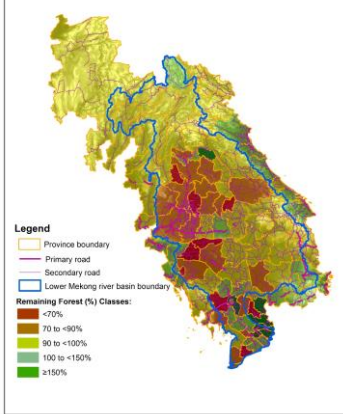 Legend
Province boundary
Primary road
Secondary road
Lower Mekong river basin boundary
Remaining Forest (%) Classes:
<70%
70 to <90%
90 to <100%
100 to <150%
≥150%